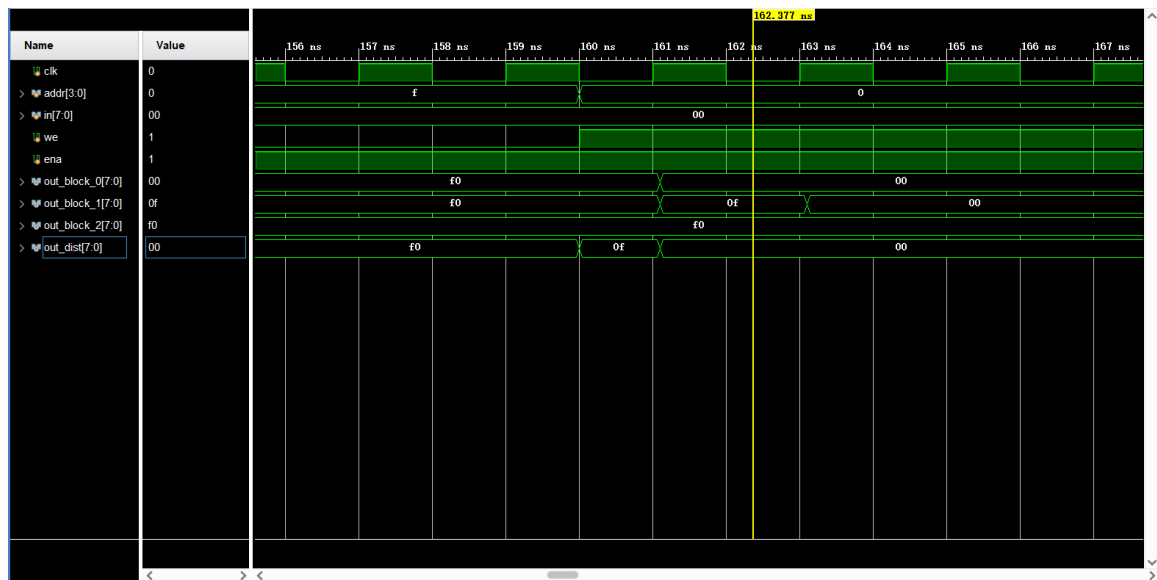 162.377 ns
Name Value
156 ns 157 ns 158 ns 159 ns 160 ns 161 ns 162 ns 163 ns 164 ns 165 ns 166 ns 167 ns
clk 0
addr[3:0] 0 f 0
in[7:0] 00 00
we 1
ena 1
out_block_0[7:0] 00 f0 00
out_block_1[7:0] 0f f0 0f 00
out_block_2[7:0] f0 f0
out_dist[7:0] 00 f0 0f 00